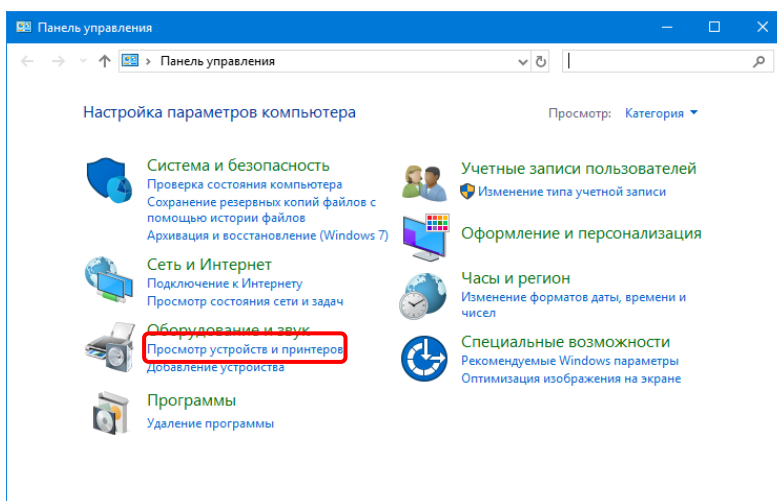 Панель управления
Панель управления
Настройка параметров компьютера
Просмотр: Категория
Система и безопасность
Проверка состояния компьютера
Сохранение резервных копий файлов с
помощью истории файлов
Архивация и восстановление (Windows 7)
Сеть и Интернет
Подключение к Интернету
Просмотр состояния сети и задач
Оборудование и звук
Просмотр устройств и принтеров
Добавление устройства
Программы
Удаление программы
Учетные записи пользователей
Изменение типа учетной записи
Оформление и персонализация
Часы и регион
Изменение форматов даты, времени и
чисел
Специальные возможности
Рекомендуемые Windows параметры
Оптимизация изображения на экране